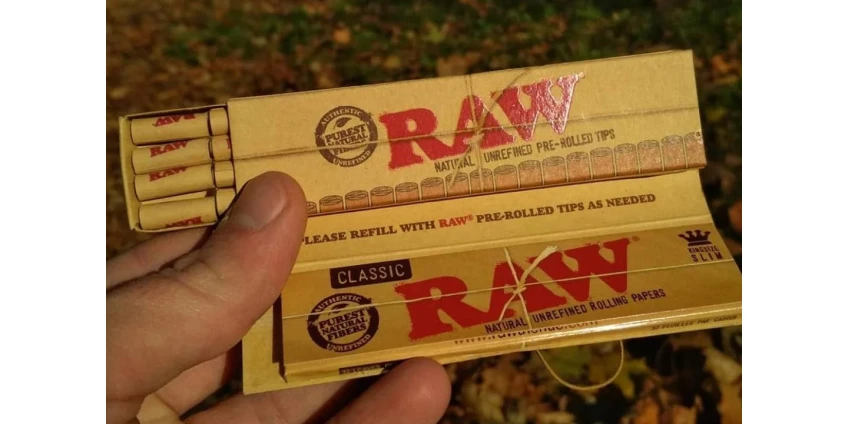 RAW
RAW
RAW
RAW
AUTHENTIC
PUREST
NATURAL
FIBERS
UNREFINED
RAW
NATURAL UNREFINED PRE-ROLLED TIPS
PLEASE REFILL WITH RAW® PRE-ROLLED TIPS AS NEEDED
CLASSIC
AUTHENTIC
PUREST
NATURAL
FIBERS
UNREFINED
RAW®
NATURAL UNREFINED ROLLING PAPERS
KINGSIZE
SLIM